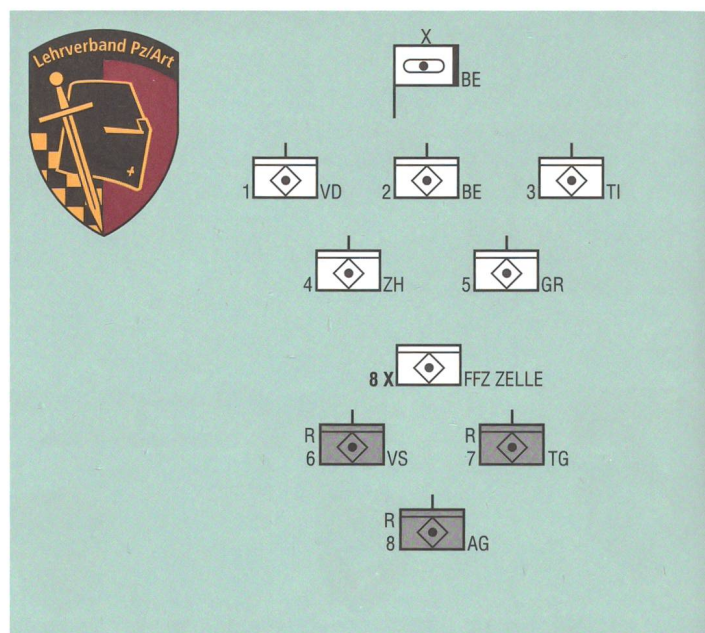 Lehrverband Pz/Art
X
BE
1 VD
2 BE
3 TI
4 ZH
5 GR
8 X FFZ ZELLE
R
6 VS
R
7 TG
R
8 AG